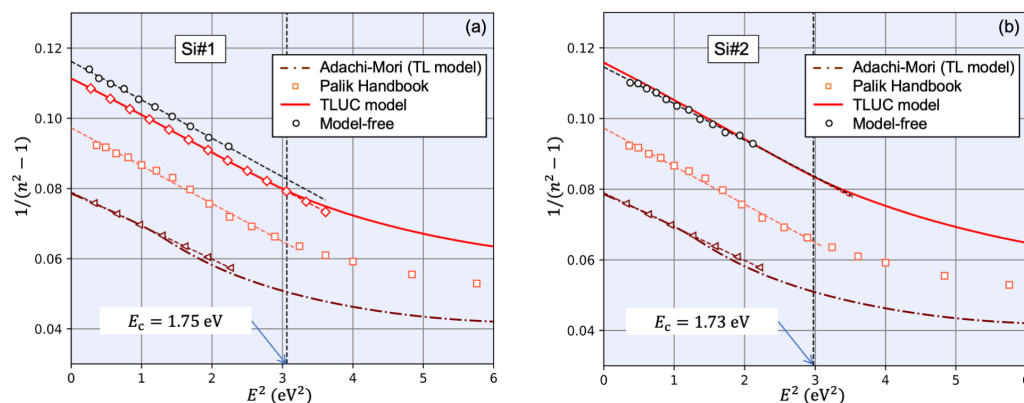 (a)
Si#1
Adachi-Mori (TL model)
Palik Handbook
TLUC model
Model-free
0.12
0.10
0.08
0.06
0.04
1/(n² − 1)
E_c = 1.75 eV
0 1 2 3 4 5 6
E² (eV²)
(b)
Si#2
Adachi-Mori (TL model)
Palik Handbook
TLUC model
Model-free
0.12
0.10
0.08
0.06
0.04
1/(n² − 1)
E_c = 1.73 eV
0 1 2 3 4 5 6
E² (eV²)